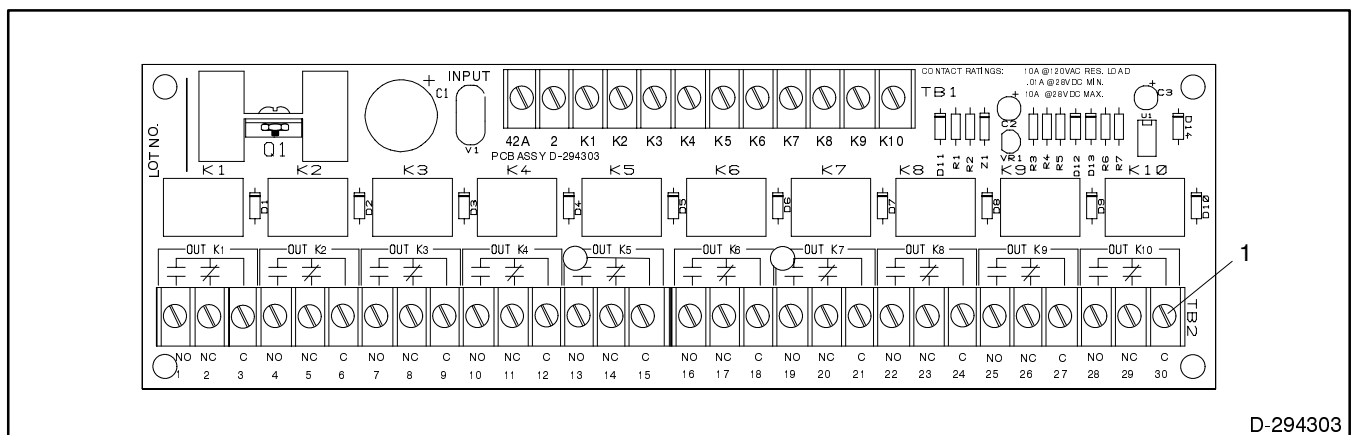 CONTACT RATINGS: 10A @120VAC RES. LOAD
.01A @28VDC MIN.
10A @28VDC MAX.
INPUT
+ C1
V1
TB1
+ C2
VR1
+ C3
U1
D14
LOT NO.
Q1
42A 2 K1 K2 K3 K4 K5 K6 K7 K8 K9 K10
PCB ASSY D-294303
D11 R1 R2 Z1 R3 R4 R5 D12 D13 R6 R7
K1 K2 K3 K4 K5 K6 K7 K8 K9 K10
D1 D2 D3 D4 D5 D6 D7 D8 D9 D10
OUT K1 OUT K2 OUT K3 OUT K4 OUT K5 OUT K6 OUT K7 OUT K8 OUT K9 OUT K10
1
TB2
NO NC C NO NC C NO NC C NO NC C NO NC C NO NC C NO NC C NO NC C NO NC C NO NC C
1 2 3 4 5 6 7 8 9 10 11 12 13 14 15 16 17 18 19 20 21 22 23 24 25 26 27 28 29 30
D-294303